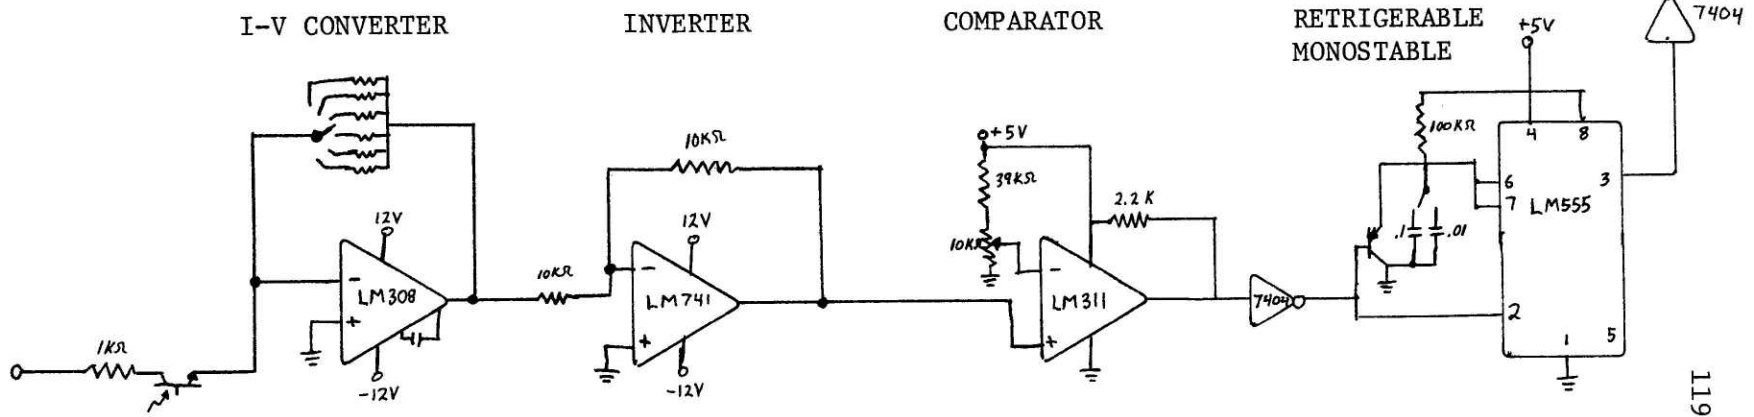 I-V CONVERTER
INVERTER
COMPARATOR
RETRIGERABLE
MONOSTABLE
7404
+5V
10KΩ
+5V
100KΩ
4
8
39KΩ
6
7
3
LM555
12V
12V
2.2 K
.1
.01
10KΩ
-
LM308
+
10KΩ
-
LM741
+
-
LM311
+
7404
2
1
5
1KΩ
-12V
-12V
119